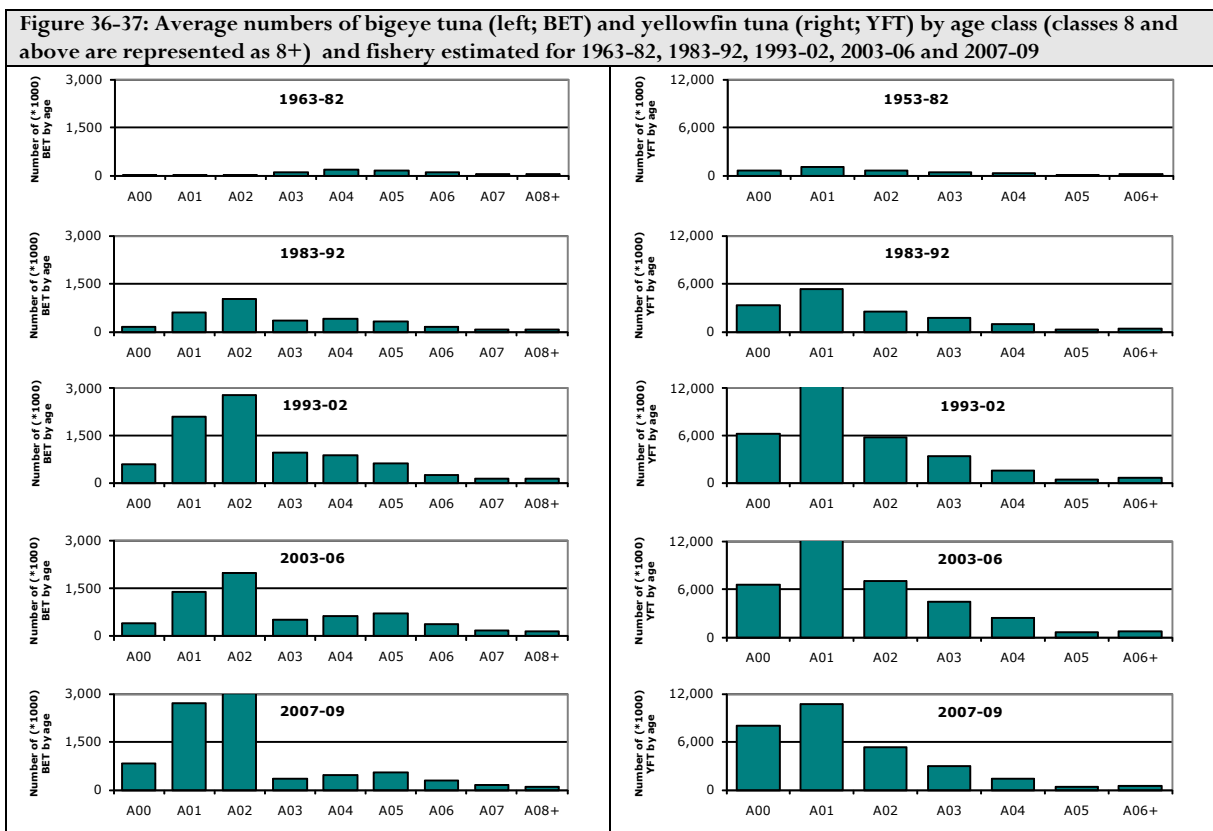 Figure 36-37: Average numbers of bigeye tuna (left; BET) and yellowfin tuna (right; YFT) by age class (classes 8 and
above are represented as 8+) and fishery estimated for 1963-82, 1983-92, 1993-02, 2003-06 and 2007-09
Number of (*1000)
BET by age
3,000
1,500
0
1963-82
A00 A01 A02 A03 A04 A05 A06 A07 A08+
Number of (*1000)
YFT by age
12,000
6,000
0
1953-82
A00 A01 A02 A03 A04 A05 A06+
Number of (*1000)
BET by age
3,000
1,500
0
1983-92
A00 A01 A02 A03 A04 A05 A06 A07 A08+
Number of (*1000)
YFT by age
12,000
6,000
0
1983-92
A00 A01 A02 A03 A04 A05 A06+
Number of (*1000)
BET by age
3,000
1,500
0
1993-02
A00 A01 A02 A03 A04 A05 A06 A07 A08+
Number of (*1000)
YFT by age
12,000
6,000
0
1993-02
A00 A01 A02 A03 A04 A05 A06+
Number of (*1000)
BET by age
3,000
1,500
0
2003-06
A00 A01 A02 A03 A04 A05 A06 A07 A08+
Number of (*1000)
YFT by age
12,000
6,000
0
2003-06
A00 A01 A02 A03 A04 A05 A06+
Number of (*1000)
BET by age
3,000
1,500
0
2007-09
A00 A01 A02 A03 A04 A05 A06 A07 A08+
Number of (*1000)
YFT by age
12,000
6,000
0
2007-09
A00 A01 A02 A03 A04 A05 A06+